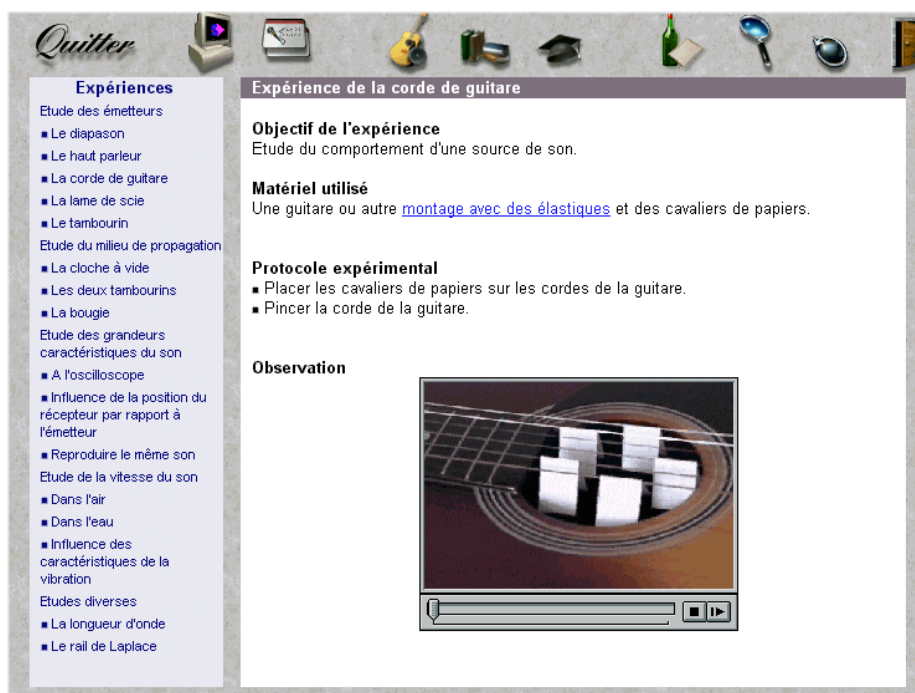 Quitter
Expériences
Etude des émetteurs
Le diapason
Le haut parleur
La corde de guitare
La lame de scie
Le tambourin
Etude du milieu de propagation
La cloche à vide
Les deux tambourins
La bougie
Etude des grandeurs
caractéristiques du son
A l'oscilloscope
Influence de la position du
récepteur par rapport à
l'émetteur
Reproduire le même son
Etude de la vitesse du son
Dans l'air
Dans l'eau
Influence des
caractéristiques de la
vibration
Etudes diverses
La longueur d'onde
Le rail de Laplace
Expérience de la corde de guitare
Objectif de l'expérience
Etude du comportement d'une source de son.
Matériel utilisé
Une guitare ou autre montage avec des élastiques et des cavaliers de papiers.
Protocole expérimental
Placer les cavaliers de papiers sur les cordes de la guitare.
Pincer la corde de la guitare.
Observation